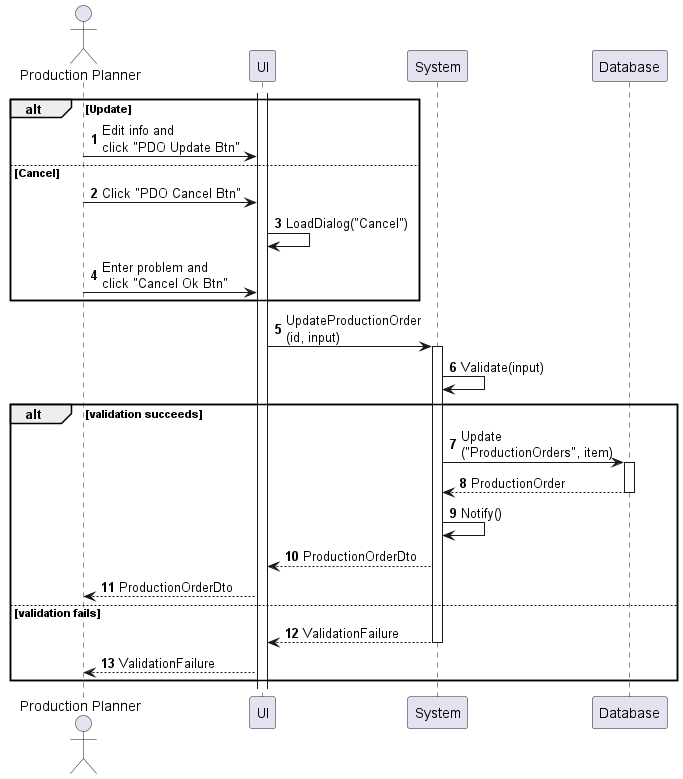 Production Planner
UI
System
Database
alt [Update]
1 Edit info and
click "PDO Update Btn"
[Cancel]
2 Click "PDO Cancel Btn"
3 LoadDialog("Cancel")
4 Enter problem and
click "Cancel Ok Btn"
5 UpdateProductionOrder
(id, input)
6 Validate(input)
alt [validation succeeds]
7 Update
("ProductionOrders", item)
8 ProductionOrder
9 Notify()
10 ProductionOrderDto
11 ProductionOrderDto
[validation fails]
12 ValidationFailure
13 ValidationFailure
Production Planner
UI
System
Database